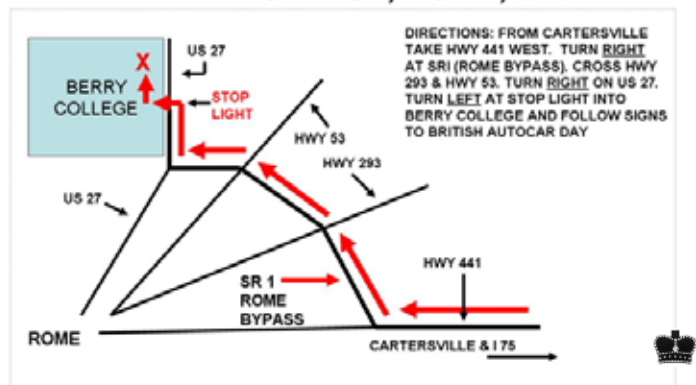 DIRECTIONS: FROM CARTERSVILLE
TAKE HWY 441 WEST. TURN RIGHT
AT SRI (ROME BYPASS). CROSS HWY
293 & HWY 53. TURN RIGHT ON US 27.
TURN LEFT AT STOP LIGHT INTO
BERRY COLLEGE AND FOLLOW SIGNS
TO BRITISH AUTOCAR DAY
US 27
X
BERRY
COLLEGE
STOP
LIGHT
HWY 53
HWY 293
US 27
HWY 441
SR 1
ROME
BYPASS
ROME
CARTERSVILLE & I 75